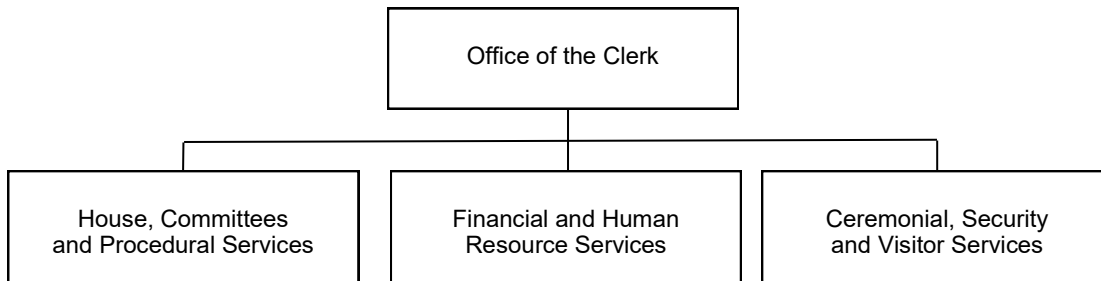 Office of the Clerk
House, Committees
and Procedural Services
Financial and Human
Resource Services
Ceremonial, Security
and Visitor Services